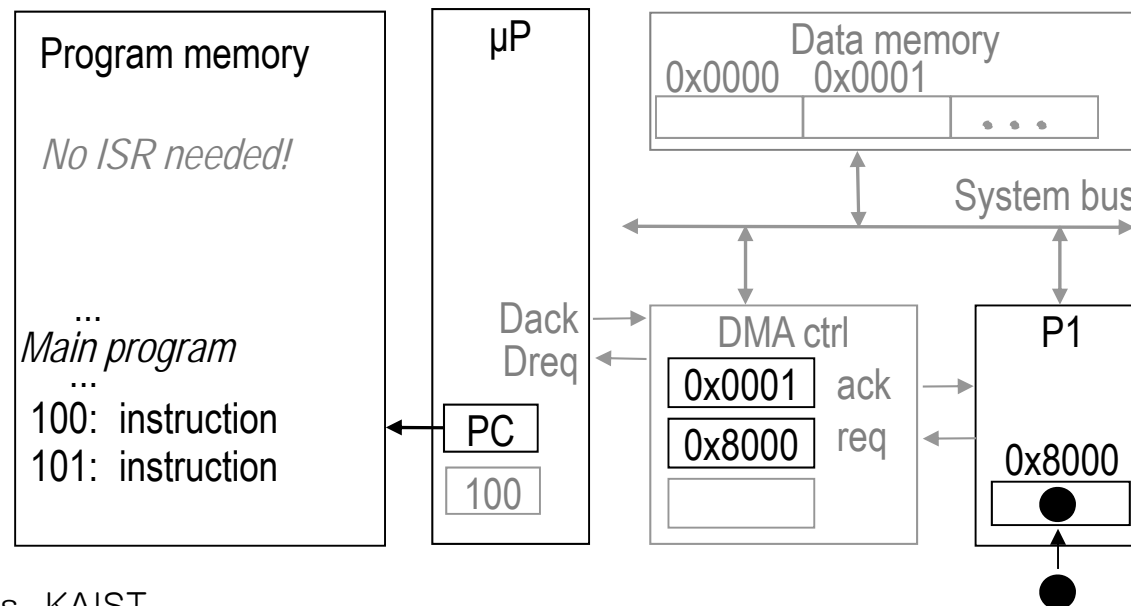 Program memory
No ISR needed!
...
Main program
...
100: instruction
101: instruction
µP
Dack
Dreq
PC
100
Data memory
0x0000 0x0001
...
System bus
DMA ctrl
0x0001 ack
0x8000 req
P1
0x8000
s, KAIST